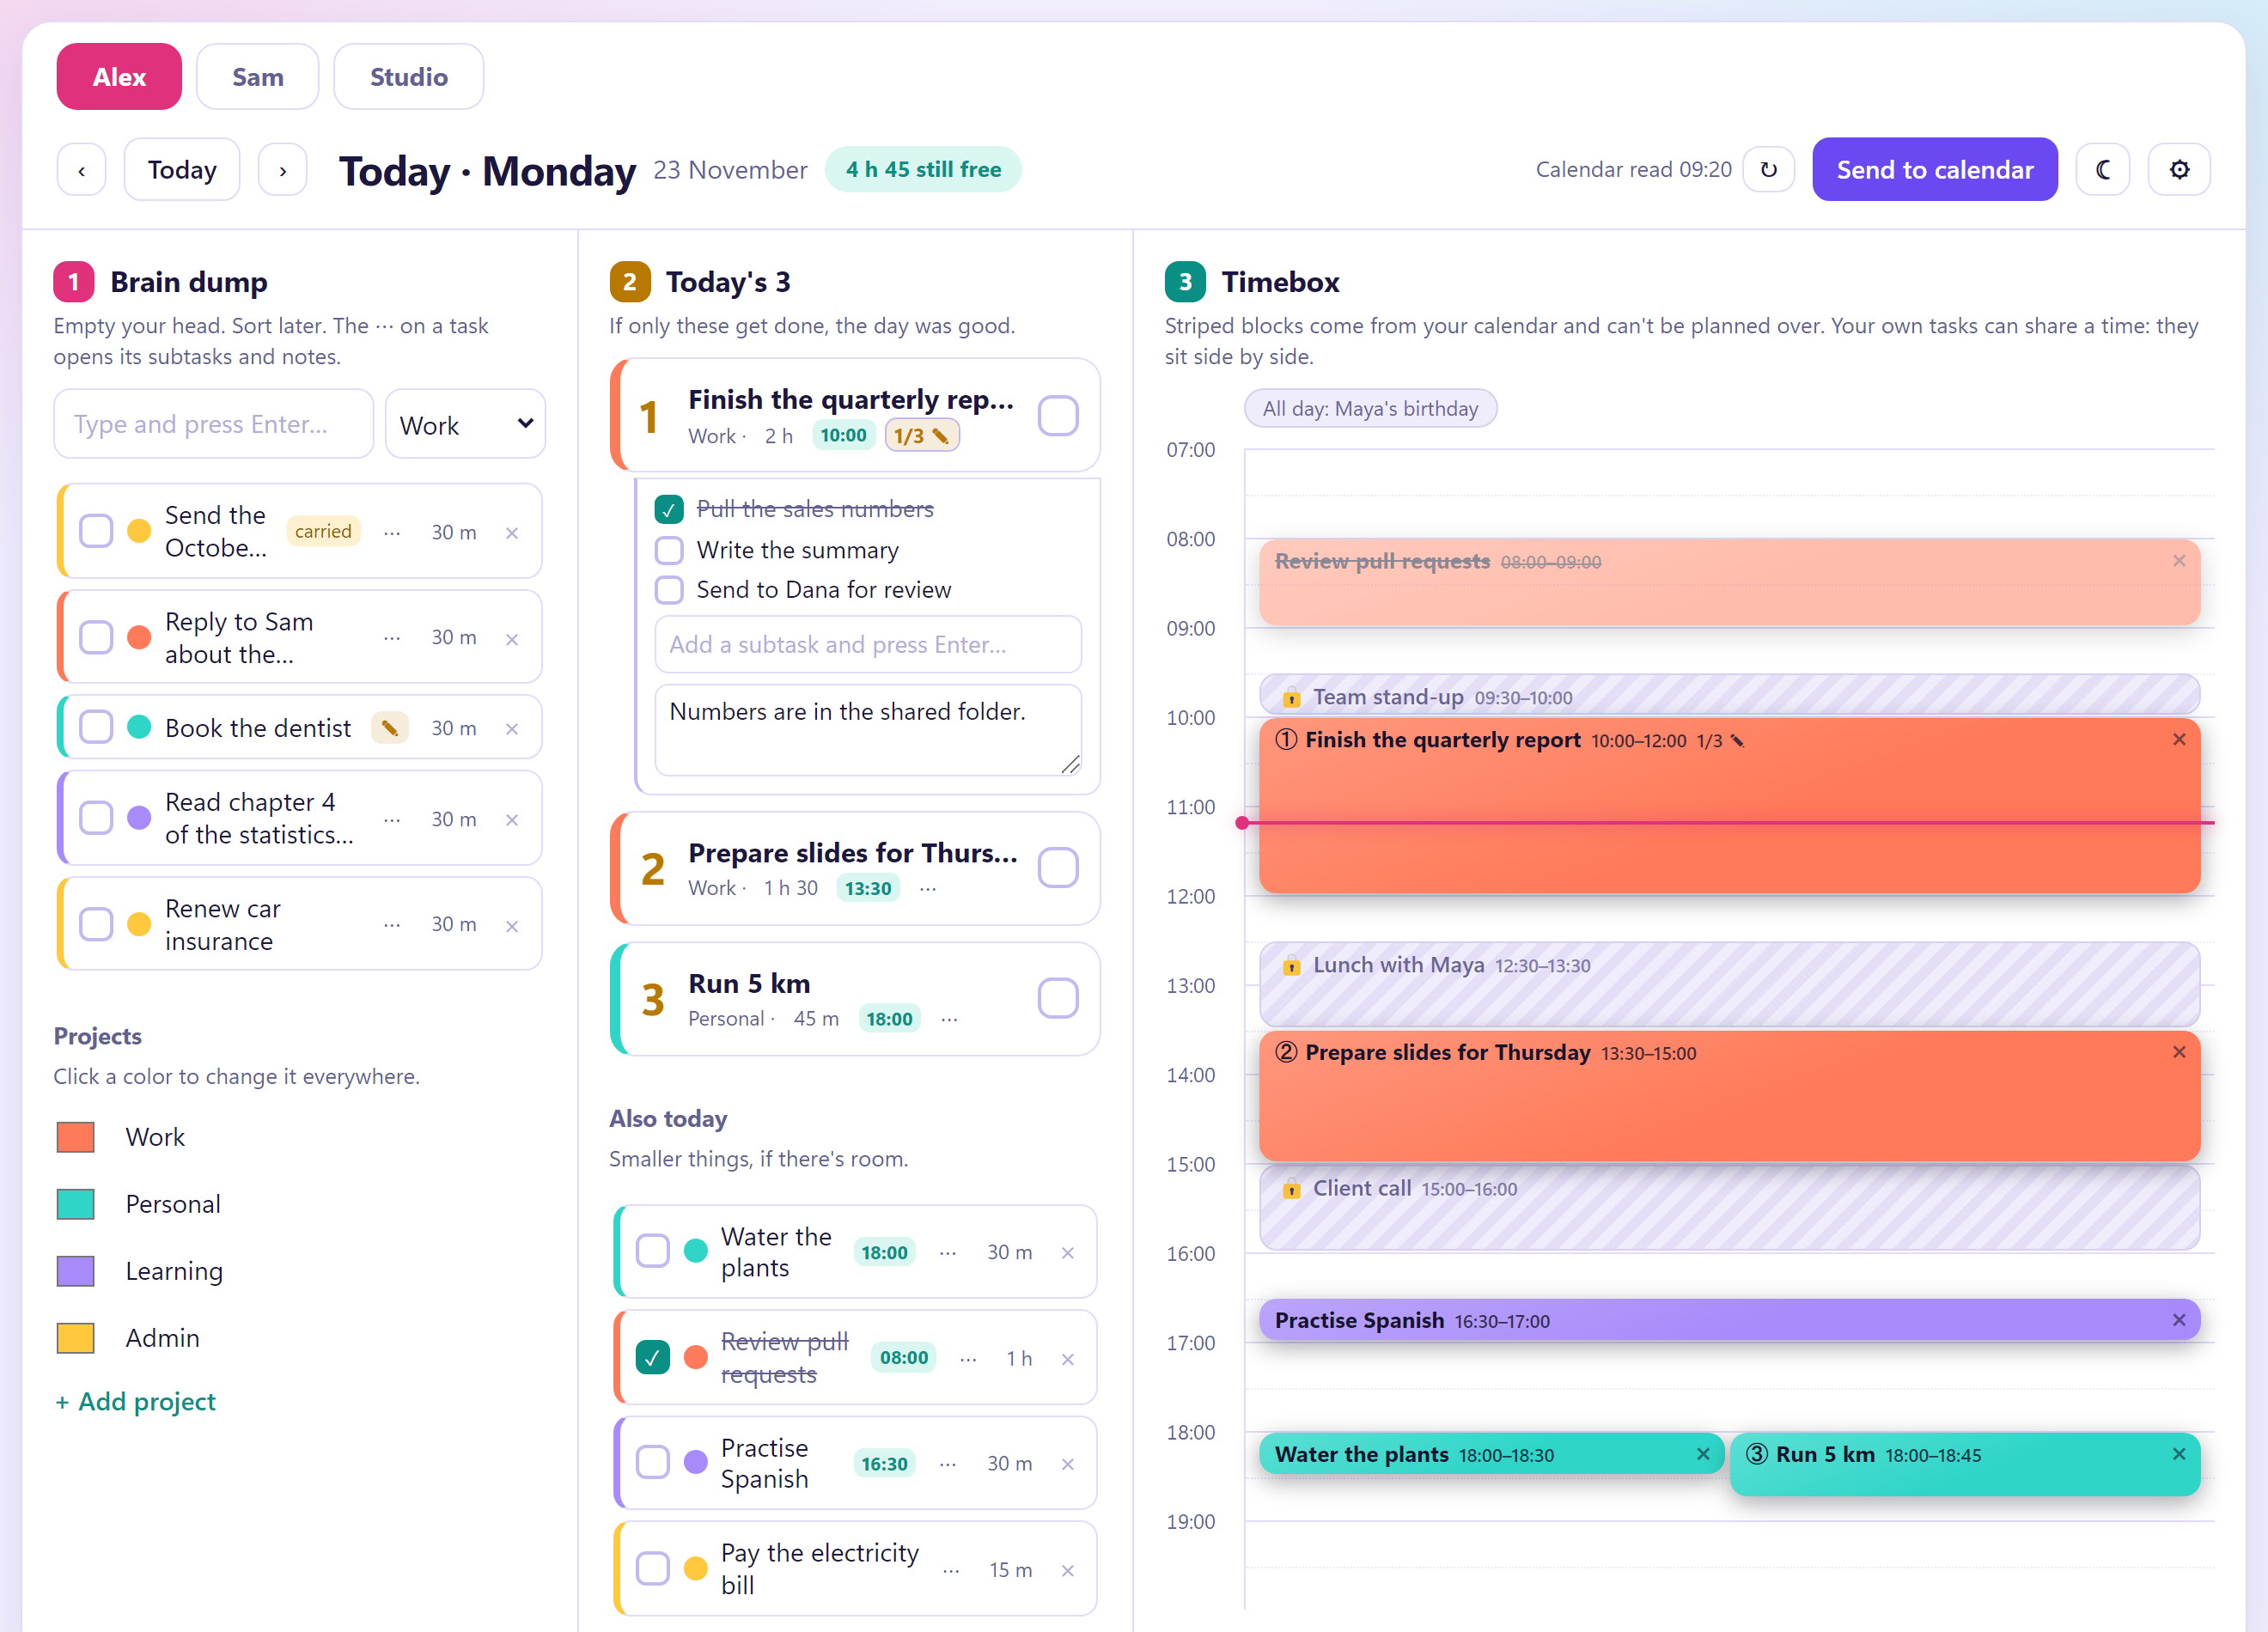 Alex
Sam
Studio
‹
Today
›
Today · Monday
23 November
4 h 45 still free
Calendar read 09:20
↻
Send to calendar
1
Brain dump
Empty your head. Sort later. The ··· on a task
opens its subtasks and notes.
Type and press Enter...
Work
Send the
Octobe...
carried
···
30 m
×
Reply to Sam
about the...
···
30 m
×
Book the dentist
30 m
×
Read chapter 4
of the statistics...
···
30 m
×
Renew car
insurance
···
30 m
×
Projects
Click a color to change it everywhere.
Work
Personal
Learning
Admin
+ Add project
2
Today's 3
If only these get done, the day was good.
1
Finish the quarterly rep...
Work · 2 h 10:00 1/3
Pull the sales numbers
Write the summary
Send to Dana for review
Add a subtask and press Enter...
Numbers are in the shared folder.
2
Prepare slides for Thurs...
Work · 1 h 30 13:30 ···
3
Run 5 km
Personal · 45 m 18:00 ···
Also today
Smaller things, if there's room.
Water the
plants
18:00
···
30 m
×
Review pull
requests
08:00
···
1 h
×
Practise
Spanish
16:30
···
30 m
×
Pay the electricity
bill
···
15 m
×
3
Timebox
Striped blocks come from your calendar and can't be planned over. Your own tasks can share a time: they
sit side by side.
All day: Maya's birthday
07:00
08:00
Review pull requests 08:00–09:00 ×
09:00
Team stand-up 09:30–10:00
10:00
① Finish the quarterly report 10:00–12:00 1/3 ×
11:00
12:00
Lunch with Maya 12:30–13:30
13:00
② Prepare slides for Thursday 13:30–15:00 ×
14:00
15:00
Client call 15:00–16:00
16:00
Practise Spanish 16:30–17:00 ×
17:00
18:00
Water the plants 18:00–18:30 ×
③ Run 5 km 18:00–18:45 ×
19:00